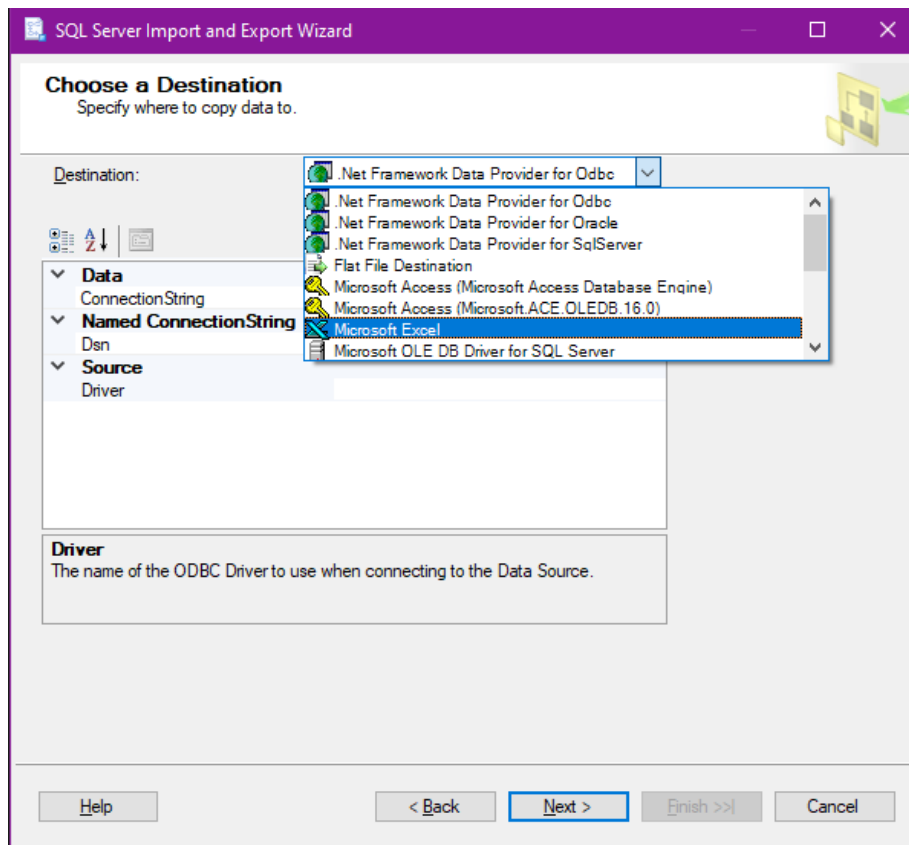 SQL Server Import and Export Wizard
Choose a Destination
Specify where to copy data to.
Destination:
.Net Framework Data Provider for Odbc
.Net Framework Data Provider for Odbc
.Net Framework Data Provider for Oracle
.Net Framework Data Provider for SqlServer
Flat File Destination
Microsoft Access (Microsoft Access Database Engine)
Microsoft Access (Microsoft.ACE.OLEDB.16.0)
Microsoft Excel
Microsoft OLE DB Driver for SQL Server
Data
ConnectionString
Named ConnectionString
Dsn
Source
Driver
Driver
The name of the ODBC Driver to use when connecting to the Data Source.
Help
< Back
Next >
Finish >>|
Cancel